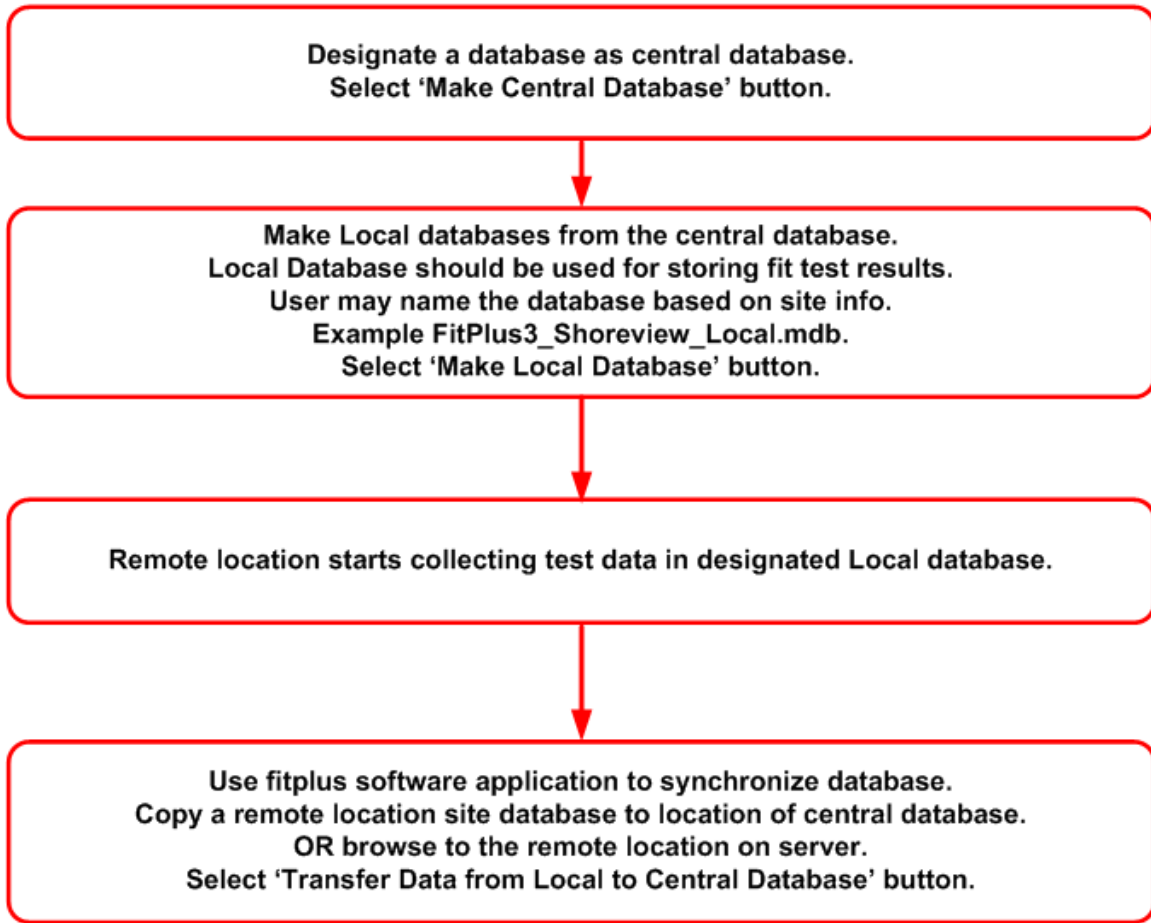 Designate a database as central database.
Select ‘Make Central Database’ button.
Make Local databases from the central database.
Local Database should be used for storing fit test results.
User may name the database based on site info.
Example FitPlus3_Shoreview_Local.mdb.
Select ‘Make Local Database’ button.
Remote location starts collecting test data in designated Local database.
Use fitplus software application to synchronize database.
Copy a remote location site database to location of central database.
OR browse to the remote location on server.
Select ‘Transfer Data from Local to Central Database’ button.